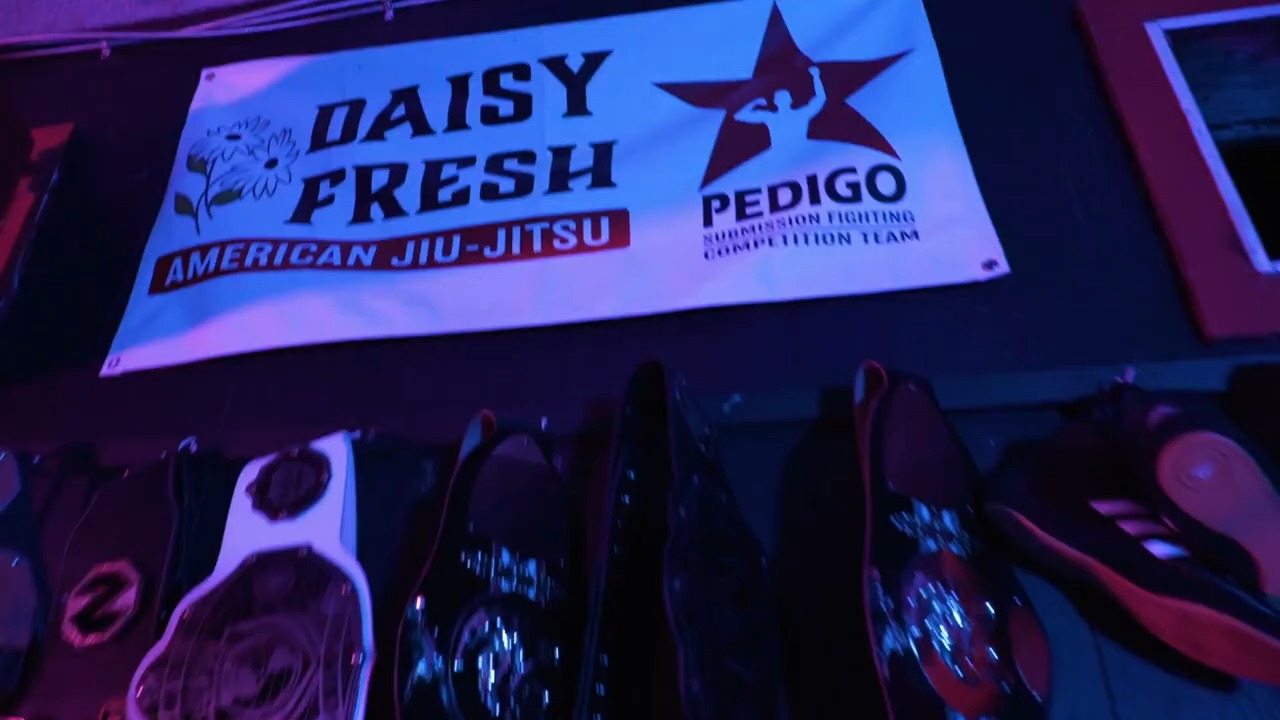 DAISY
FRESH
AMERICAN JIU-JITSU
PEDIGO
SUBMISSION FIGHTING
COMPETITION TEAM
Z